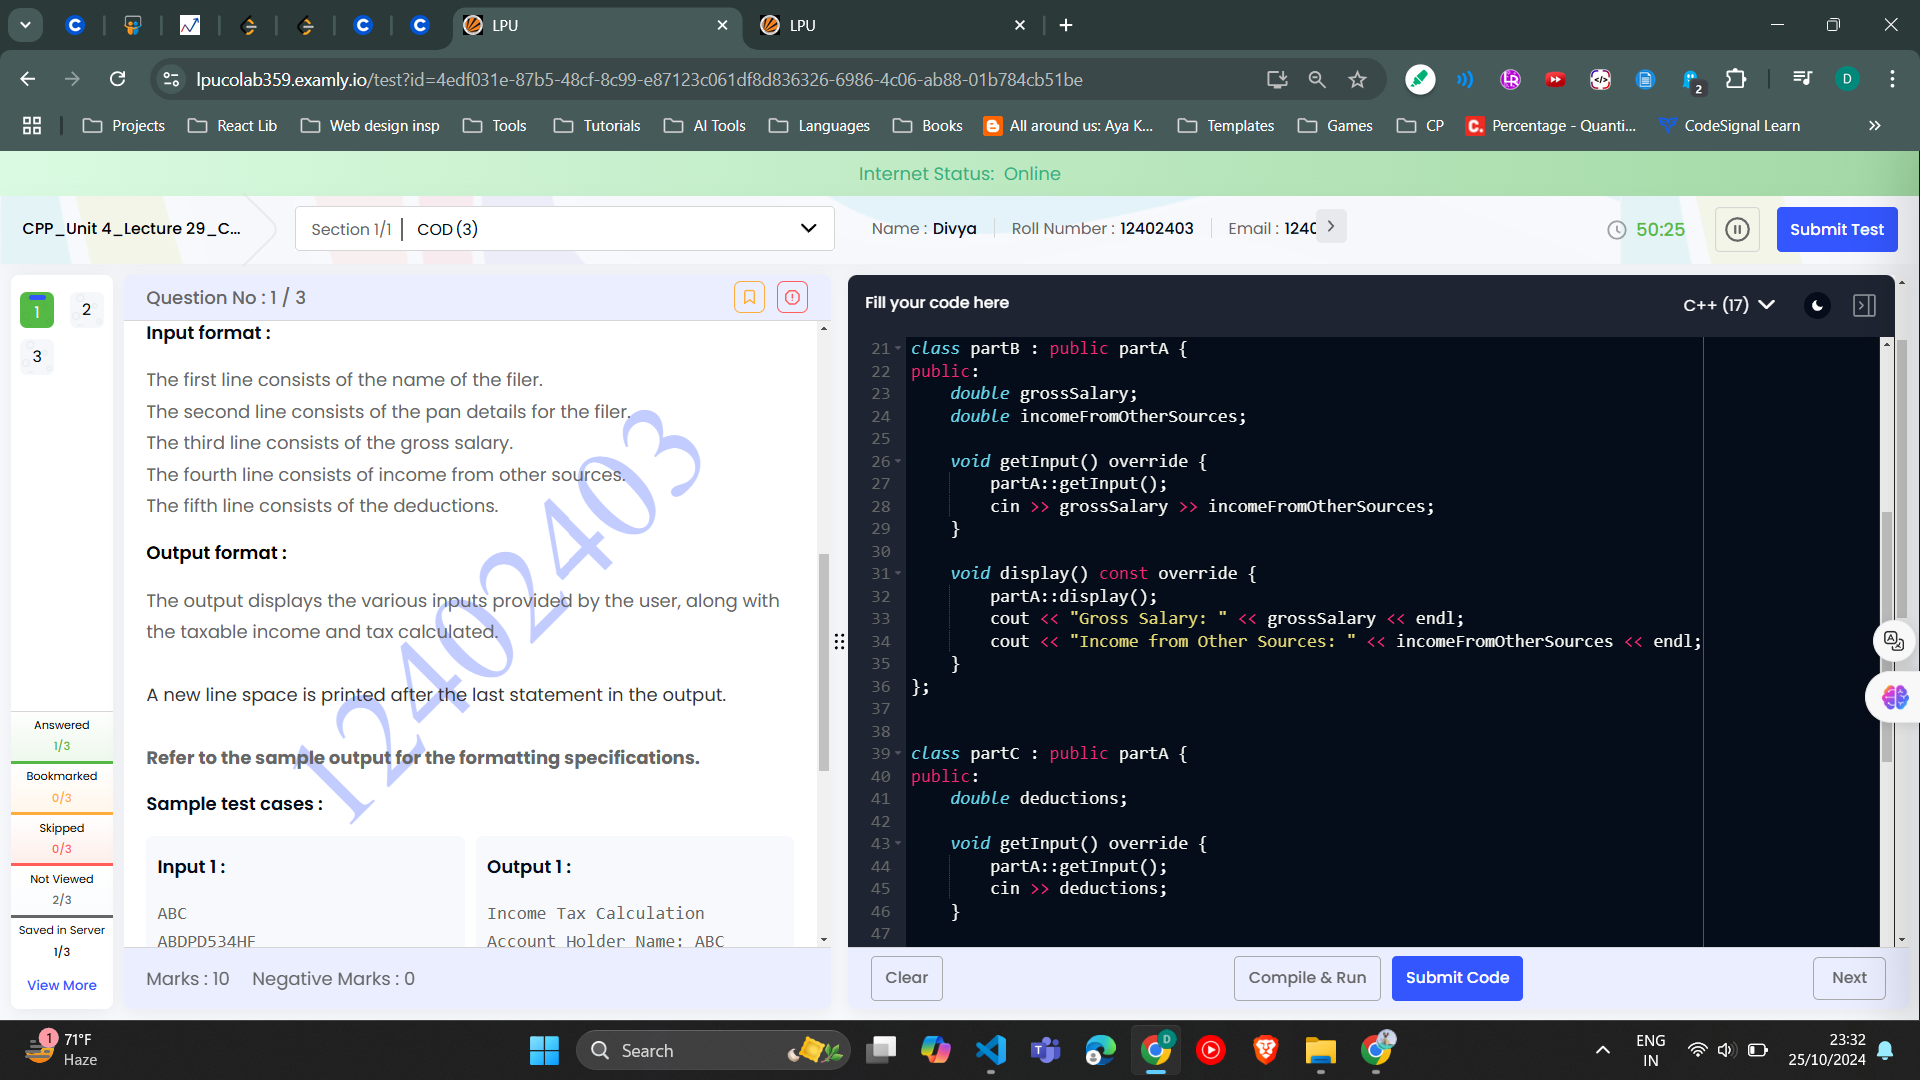 LPU
LPU
lpucolab359.examly.io/test?id=4edf031e-87b5-48cf-8c99-e87123c061df8d836326-6986-4c06-ab88-01b784cb51be
2
D
Projects
React Lib
Web design insp
Tools
Tutorials
AI Tools
Languages
Books
All around us: Aya K...
Templates
Games
CP
Percentage - Quanti...
CodeSignal Learn
Internet Status: Online
CPP_Unit 4_Lecture 29_C...
Section 1/1 | COD (3)
Name : Divya
Roll Number : 12402403
Email : 1240
50:25
Submit Test
1
2
3
Answered
1/3
Bookmarked
0/3
Skipped
0/3
Not Viewed
2/3
Saved in Server
1/3
View More
Question No : 1 / 3
Input format :
The first line consists of the name of the filer.
The second line consists of the pan details for the filer.
The third line consists of the gross salary.
The fourth line consists of income from other sources.
The fifth line consists of the deductions.
Output format :
The output displays the various inputs provided by the user, along with
the taxable income and tax calculated.
A new line space is printed after the last statement in the output.
Refer to the sample output for the formatting specifications.
Sample test cases :
Input 1 :
ABC
ABDPD534HF
Output 1 :
Income Tax Calculation
Account Holder Name: ABC
12402403
Marks : 10 Negative Marks : 0
Fill your code here
C++ (17)
21 class partB : public partA {
22 public:
23 double grossSalary;
24 double incomeFromOtherSources;
25
26 void getInput() override {
27 partA::getInput();
28 cin >> grossSalary >> incomeFromOtherSources;
29 }
30
31 void display() const override {
32 partA::display();
33 cout << "Gross Salary: " << grossSalary << endl;
34 cout << "Income from Other Sources: " << incomeFromOtherSources << endl;
35 }
36 };
37
38
39 class partC : public partA {
40 public:
41 double deductions;
42
43 void getInput() override {
44 partA::getInput();
45 cin >> deductions;
46 }
47
Clear
Compile & Run
Submit Code
Next
1
71°F
Haze
Search
D
ENG
IN
23:32
25/10/2024